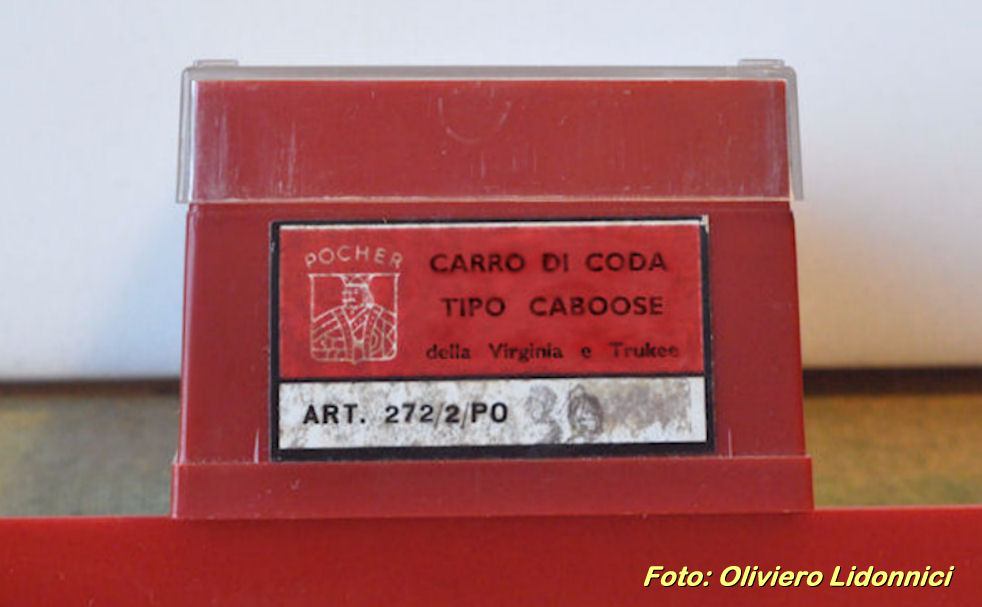 POCHER
CARRO DI CODA
TIPO CABOOSE
della Virginia e Trukee
ART. 272/2/PO
Foto: Oliviero Lidonnici